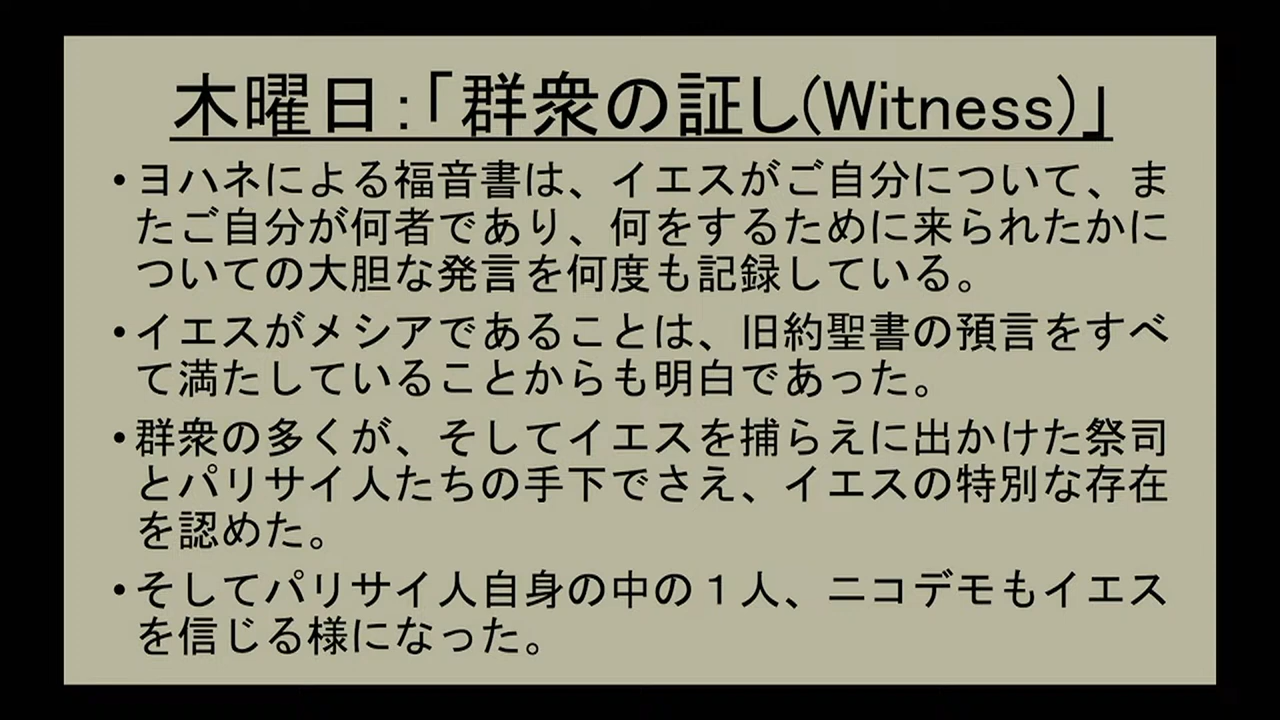 木曜日:「群衆の証し(Witness)」
•ヨハネによる福音書は、イエスがご自分について、ま
たご自分が何者であり、何をするために来られたかに
ついての大胆な発言を何度も記録している。
•イエスがメシアであることは、旧約聖書の預言をすべ
て満たしていることからも明白であった。
•群衆の多くが、そしてイエスを捕らえに出かけた祭司
とパリサイ人たちの手下でさえ、イエスの特別な存在
を認めた。
•そしてパリサイ人自身の中の１人、ニコデモもイエス
を信じる様になった。